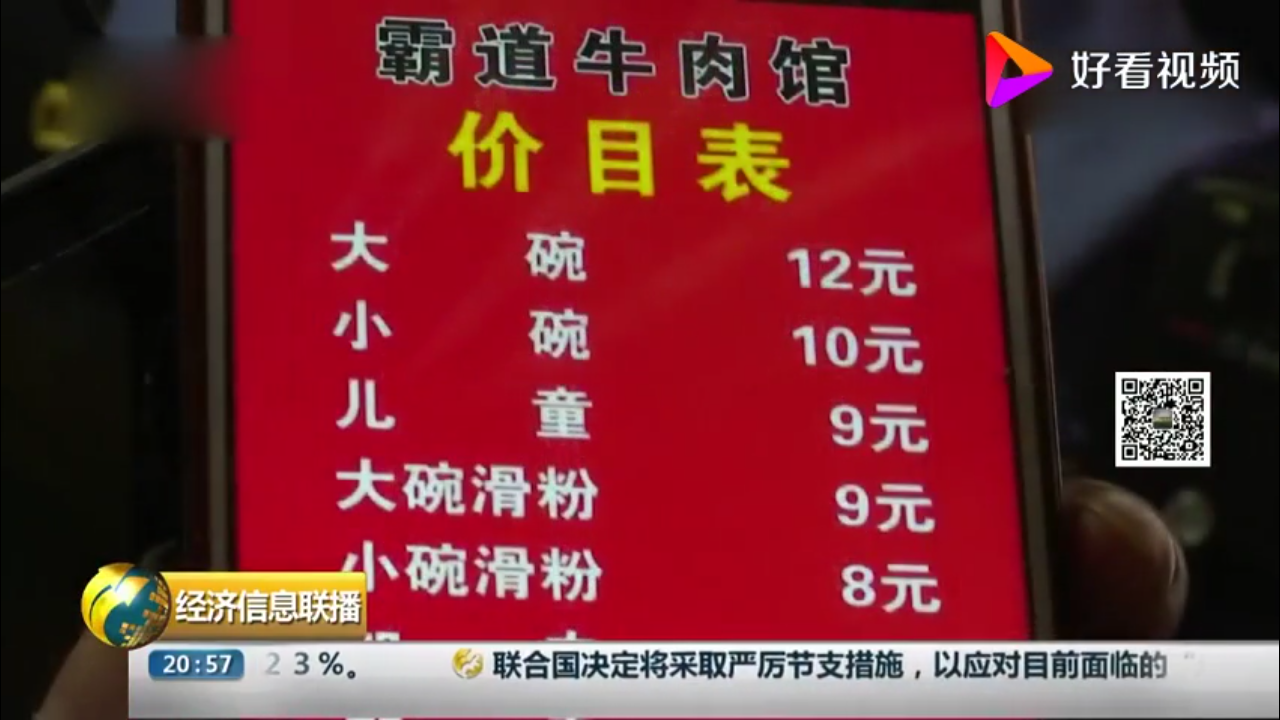 霸道牛肉馆
好看视频
价目表
大碗 12元
小碗 10元
儿童 9元
大碗滑粉 9元
小碗滑粉 8元
经济信息联播
20:57 23%。 联合国决定将采取严厉节支措施，以应对目前面临的"